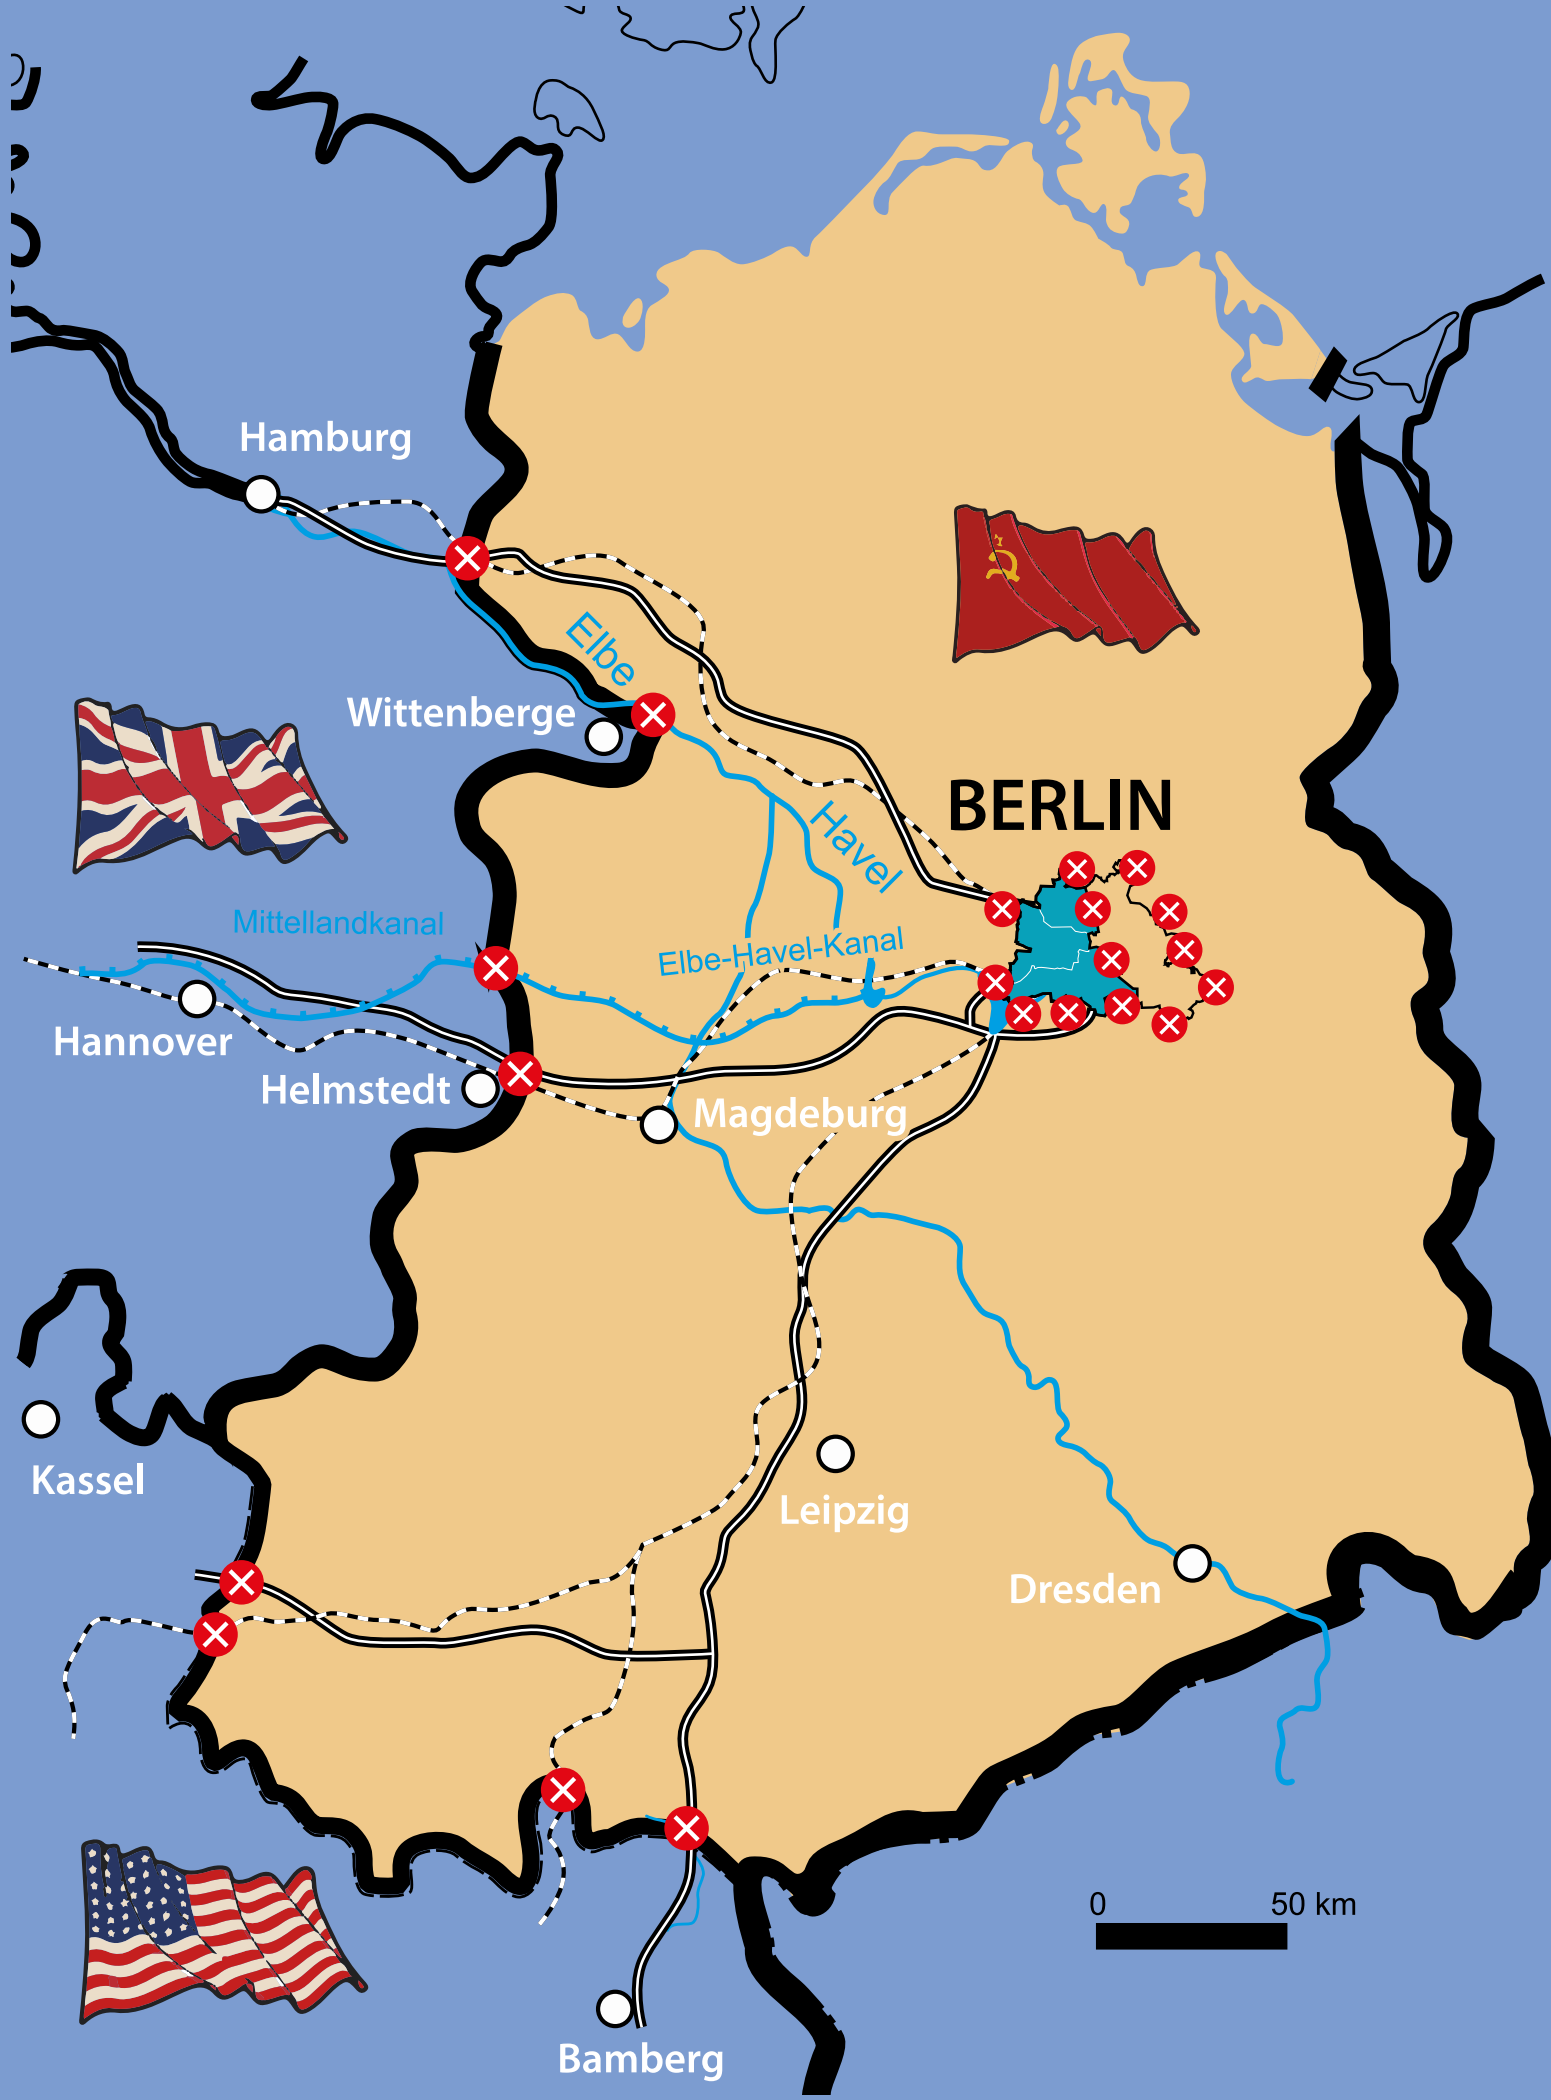 Hamburg
Elbe
Wittenberge
BERLIN
Havel
Mittellandkanal
Elbe-Havel-Kanal
Hannover
Helmstedt
Magdeburg
Kassel
Leipzig
Dresden
0 50 km
Bamberg